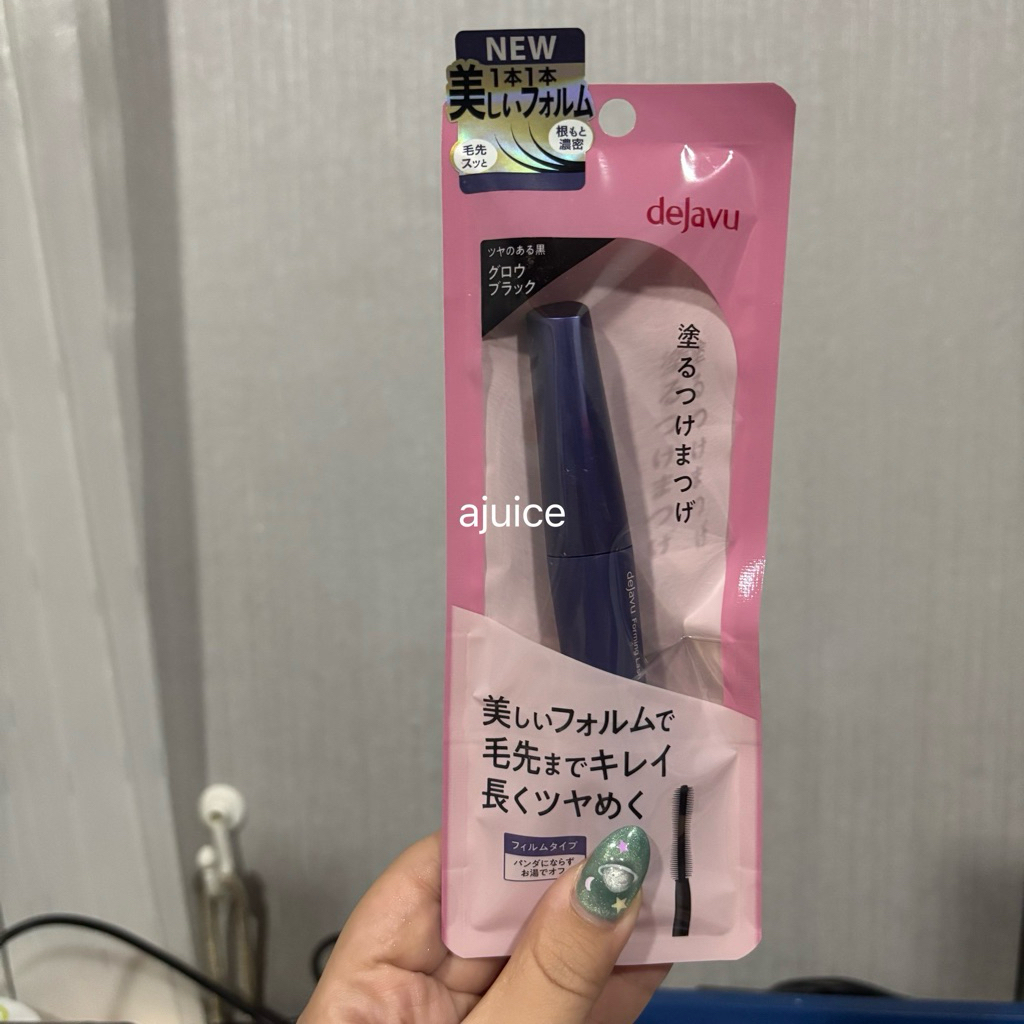 NEW
1本1本
美しいフォルム
根もと
濃密
毛先
スッと
dejavu
ツヤのある黒
グロウ
ブラック
塗るつけまつげ
ajuice
dejavu Forming
美しいフォルムで
毛先までキレイ
長くツヤめく
フィルムタイプ
パンダにならず
お湯でオフ